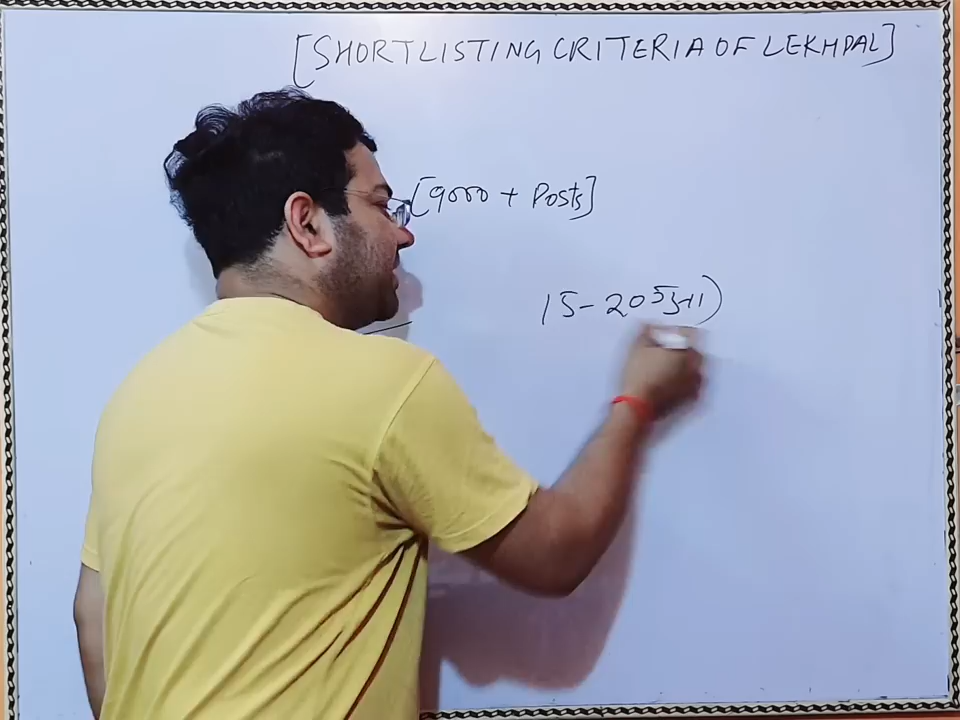 [SHORTLISTING CRITERIA OF LEKHPAL]
[9000 + Posts]
15-20